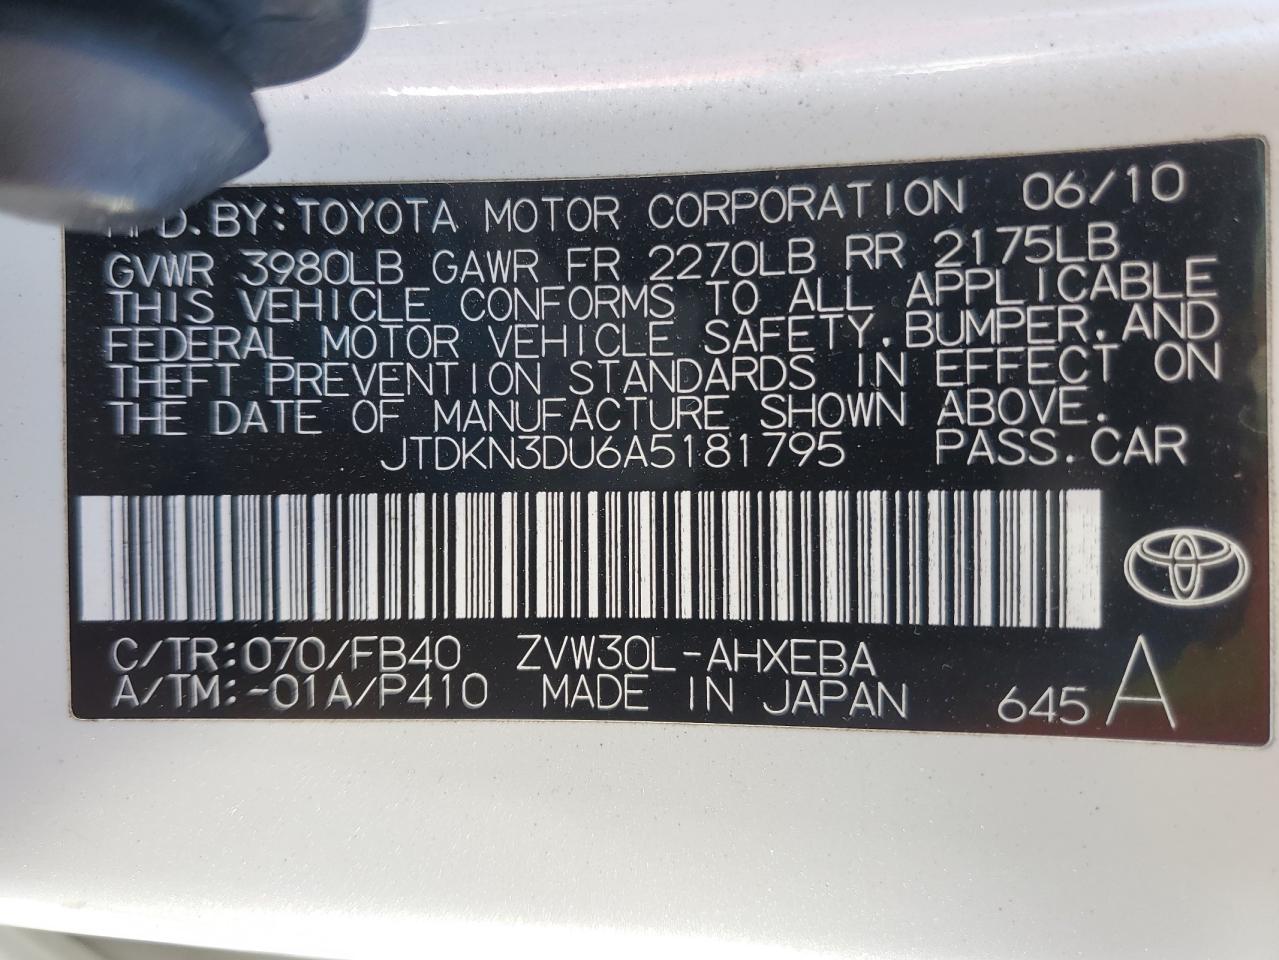 MFD.BY:TOYOTA MOTOR CORPORATION 06/10
GVWR 3980LB GAWR FR 2270LB RR 2175LB
THIS VEHICLE CONFORMS TO ALL APPLICABLE
FEDERAL MOTOR VEHICLE SAFETY,BUMPER,AND
THEFT PREVENTION STANDARDS IN EFFECT ON
THE DATE OF MANUFACTURE SHOWN ABOVE.
JTDKN3DU6A5181795 PASS.CAR
C/TR:070/FB40 ZVW30L-AHXEBA
A/TM:-01A/P410 MADE IN JAPAN 645 A